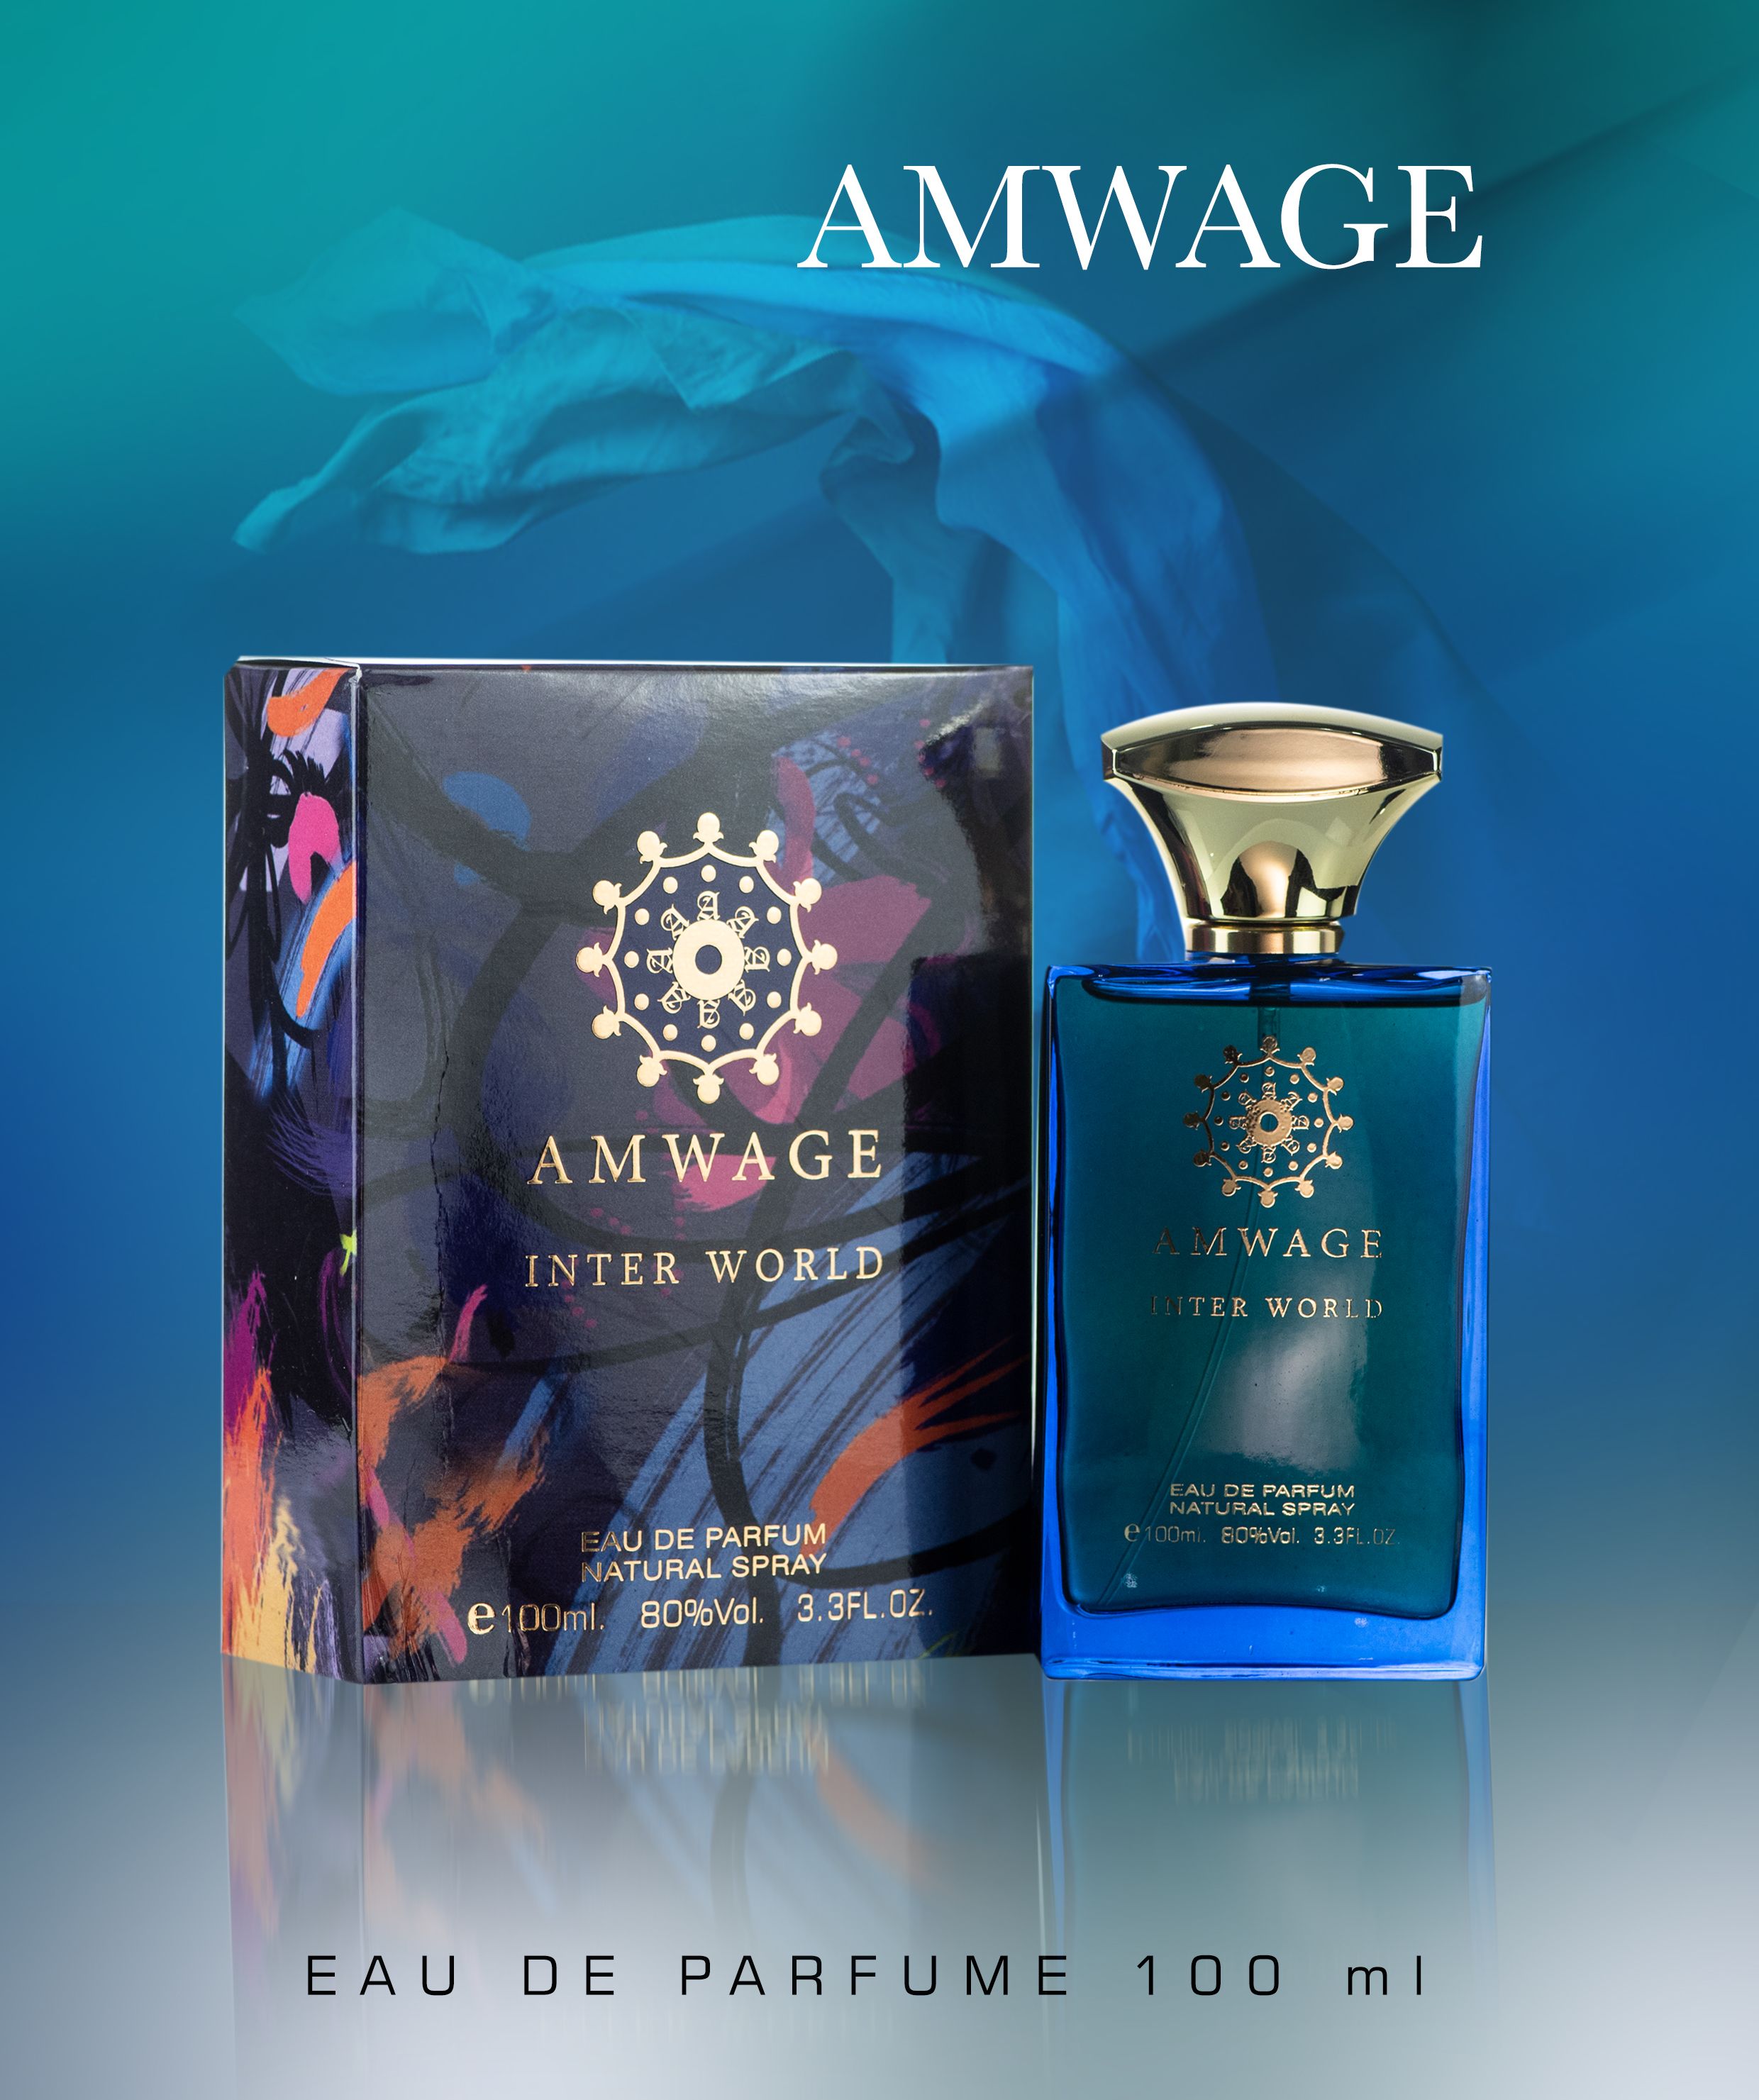 AMWAGE
AMWAGE
INTER WORLD
EAU DE PARFUM
NATURAL SPRAY
e100ml. 80%Vol. 3.3FL.OZ.
AMWAGE
INTER WORLD
EAU DE PARFUM
NATURAL SPRAY
e100ml. 80%Vol. 3.3FL.OZ.
EAU DE PARFUME 100 ml